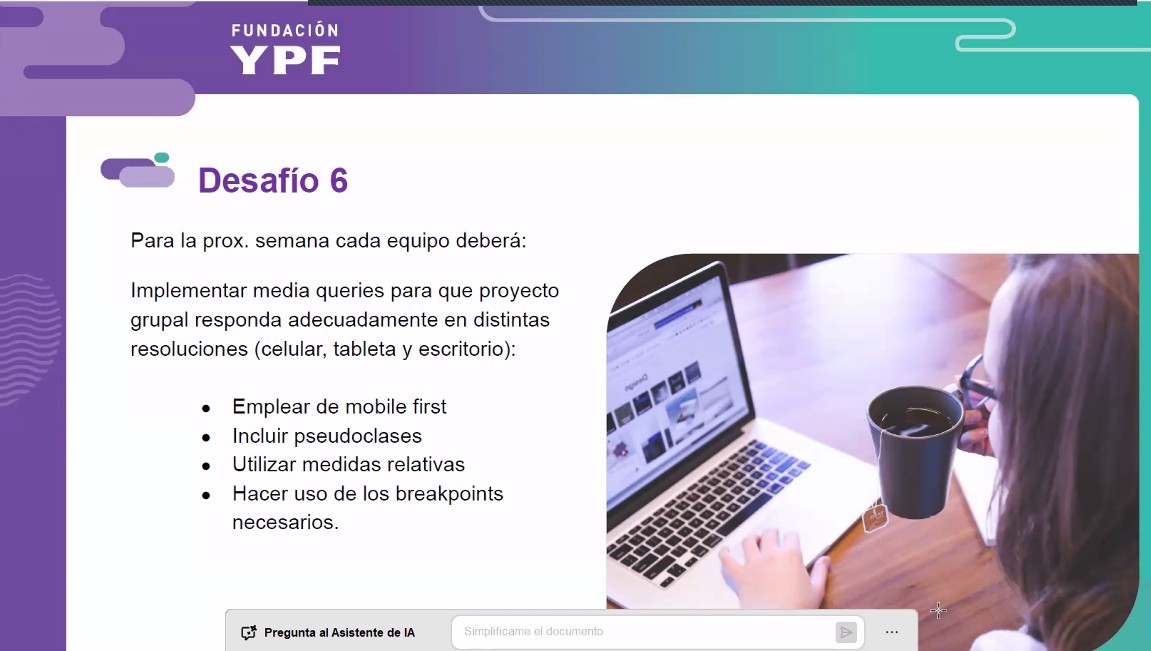 FUNDACIÓN
YPF
Desafío 6
Para la prox. semana cada equipo deberá:
Implementar media queries para que proyecto
grupal responda adecuadamente en distintas
resoluciones (celular, tableta y escritorio):
● Emplear de mobile first
● Incluir pseudoclases
● Utilizar medidas relativas
● Hacer uso de los breakpoints
necesarios.
Pregunta al Asistente de IA
Simplificame el documento